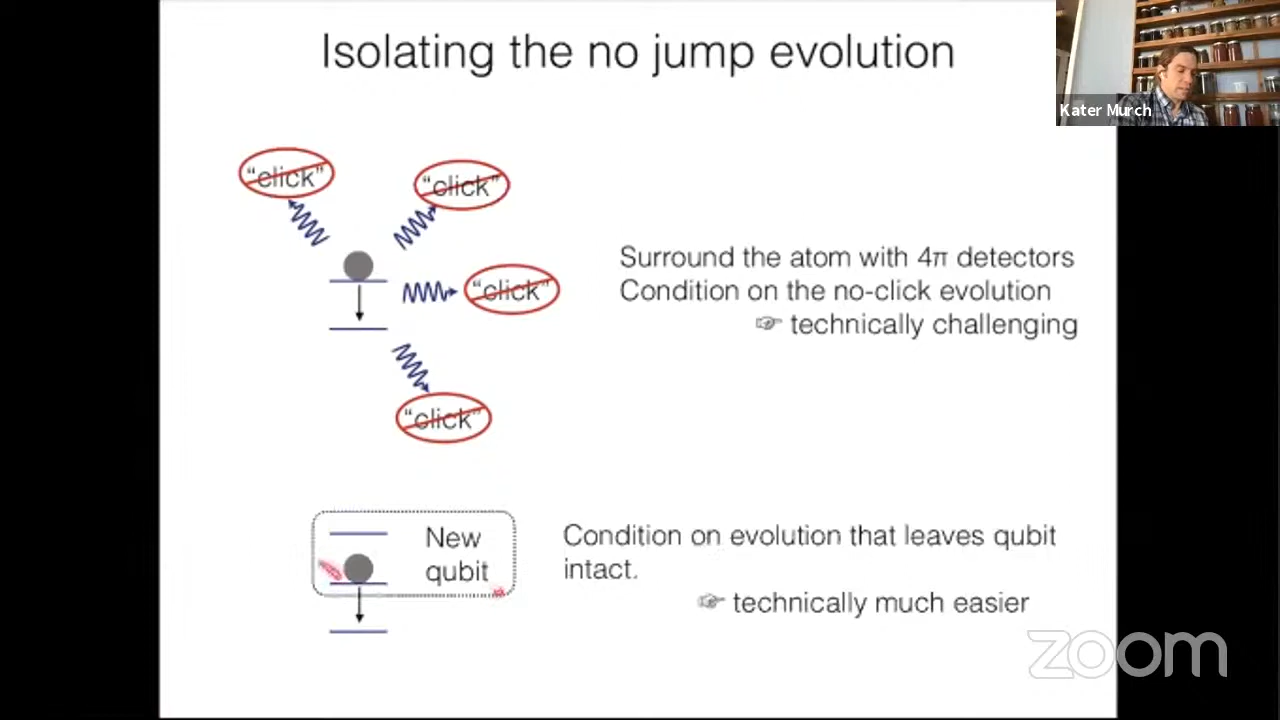 Isolating the no jump evolution
Kater Murch
"click"
"click"
"click"
"click"
Surround the atom with 4π detectors
Condition on the no-click evolution
☞ technically challenging
New
qubit
Condition on evolution that leaves qubit
intact.
☞ technically much easier
zoom